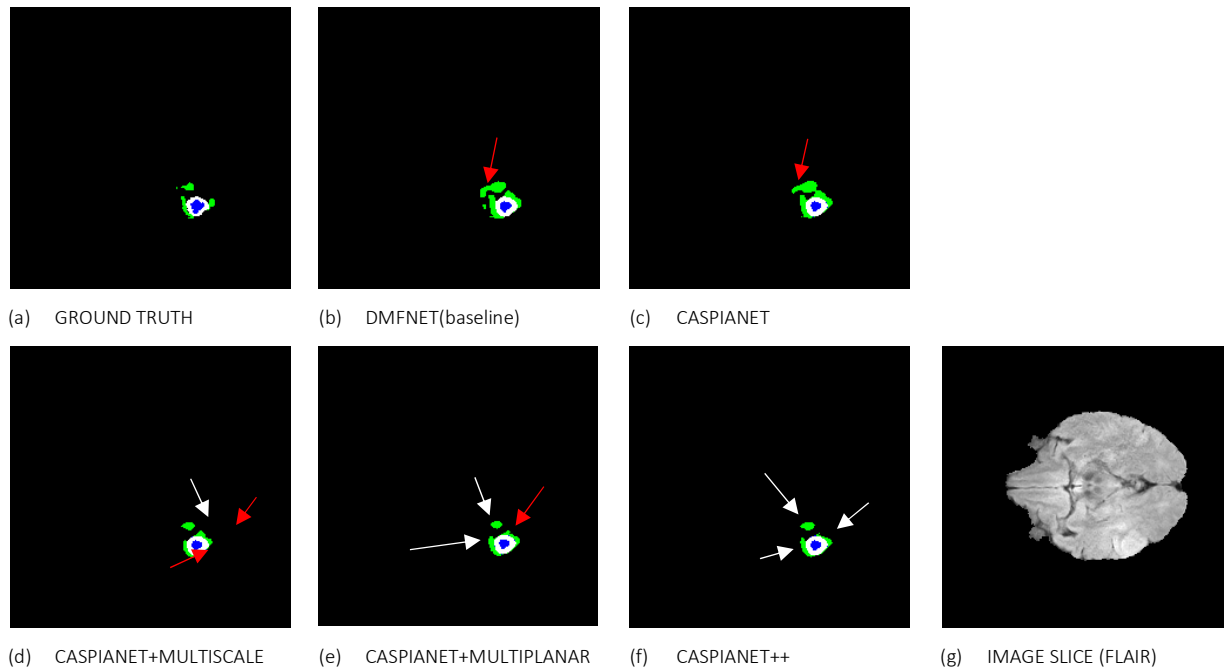 (a) GROUND TRUTH
(b) DMFNET(baseline)
(c) CASPIANET
(d) CASPIANET+MULTISCALE
(e) CASPIANET+MULTIPLANAR
(f) CASPIANET++
(g) IMAGE SLICE (FLAIR)